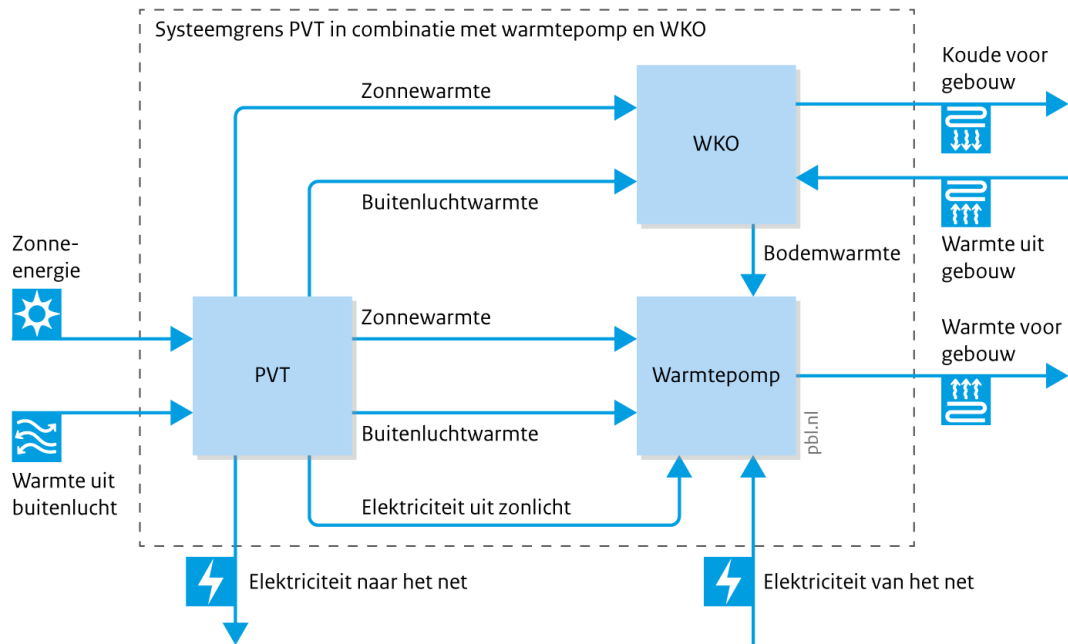 Systeemgrens PVT in combinatie met warmtepomp en WKO
Koude voor
gebouw
Zonnewarmte
WKO
Buitenluchtwarmte
Warmte uit
gebouw
Zonne-
energie
Bodemwarmte
Zonnewarmte
Warmte voor
gebouw
PVT
Warmtepomp
Buitenluchtwarmte
pbl.nl
Warmte uit
buitenlucht
Elektriciteit uit zonlicht
Elektriciteit naar het net
Elektriciteit van het net